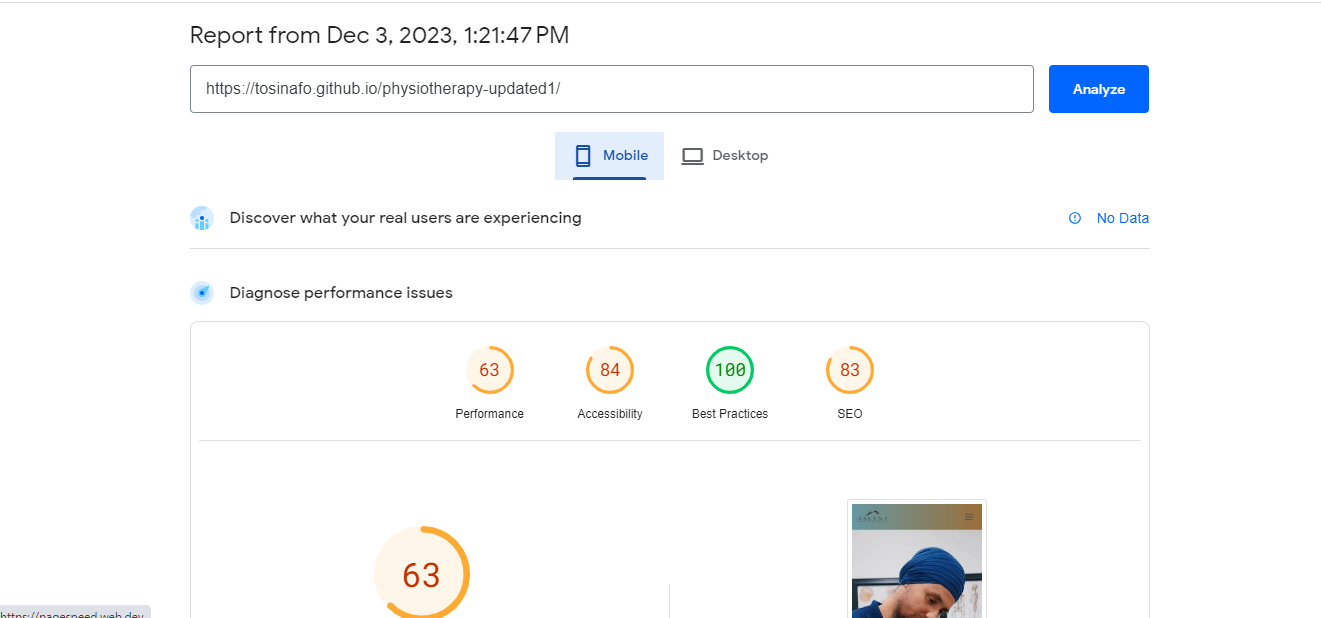 Report from Dec 3, 2023, 1:21:47 PM
https://tosinafo.github.io/physiotherapy-updated1/
Analyze
Mobile
Desktop
Discover what your real users are experiencing
No Data
Diagnose performance issues
63
84
100
83
Performance
Accessibility
Best Practices
SEO
63
ASCENT
https://pagespeed.web.dev